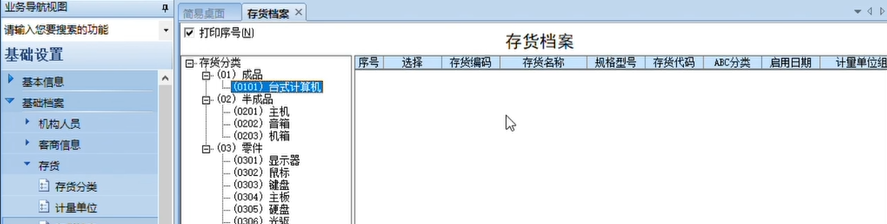 业务导航视图
请输入您要搜索的功能
基础设置
基本信息
基础档案
机构人员
客商信息
存货
存货分类
计量单位
简易桌面
存货档案
打印序号(N)
存货档案
存货分类
(01) 成品
(0101) 台式计算机
(02) 半成品
(0201) 主机
(0202) 音箱
(0203) 机箱
(03) 零件
(0301) 显示器
(0302) 鼠标
(0303) 键盘
(0304) 主板
(0305) 硬盘
(0306) 光驱
序号 选择 存货编码 存货名称 规格型号 存货代码 ABC分类 启用日期 计量单位组